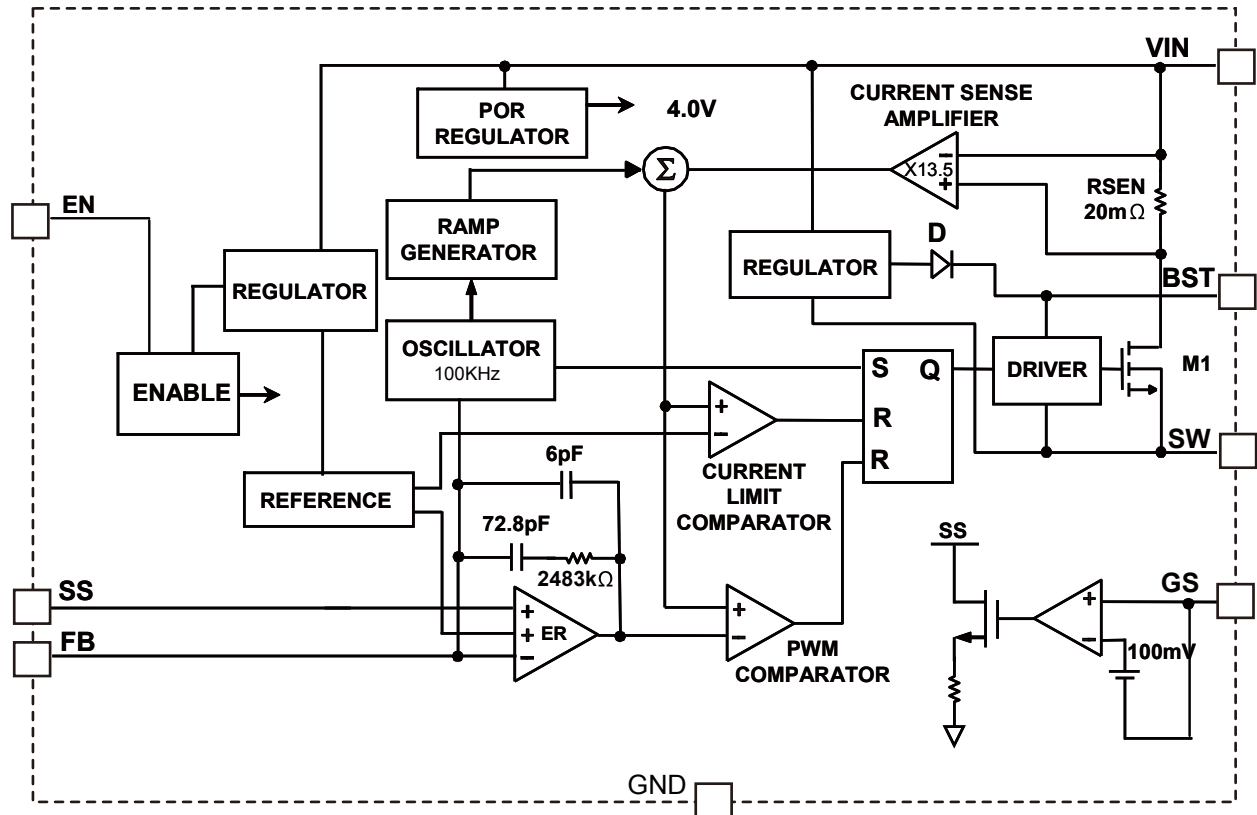 VIN
CURRENT SENSE
AMPLIFIER
POR
REGULATOR
4.0V
Σ
X13.5
−
+
RSEN
20mΩ
EN
RAMP
GENERATOR
D
REGULATOR
REGULATOR
BST
OSCILLATOR
100KHz
ENABLE
S
Q
DRIVER
M1
R
R
+
−
SW
6pF
CURRENT
LIMIT
COMPARATOR
REFERENCE
72.8pF
2483kΩ
SS
SS
+
+
ER
−
FB
+
−
PWM
COMPARATOR
GS
+
−
100mV
GND